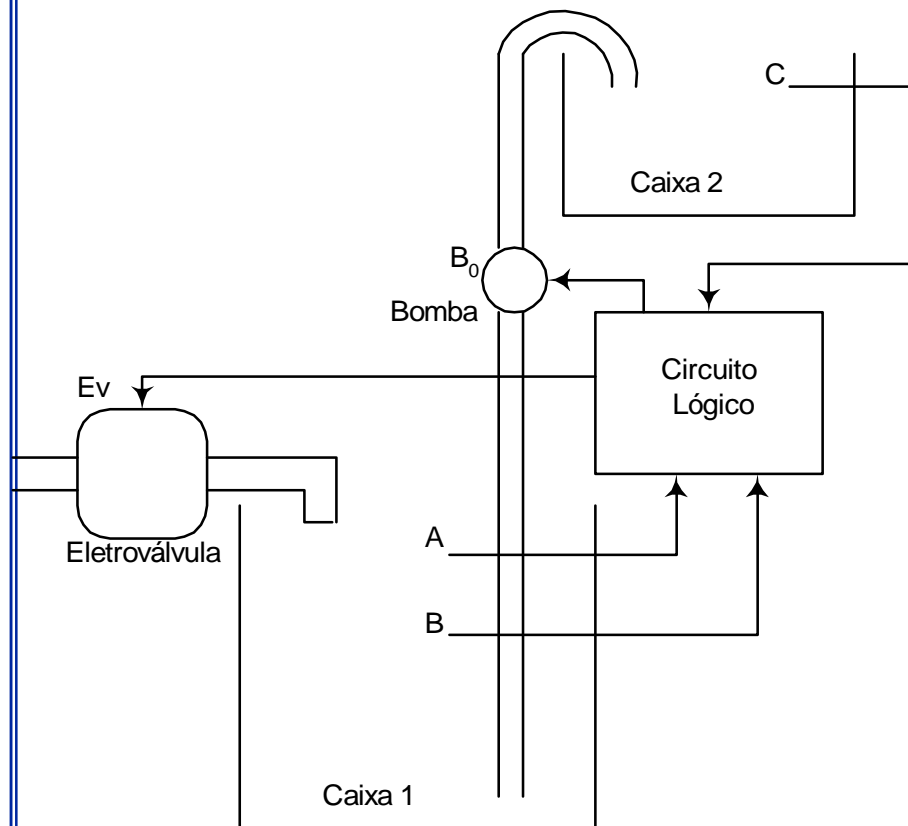 C
Caixa 2
B₀
Bomba
Circuito
Lógico
Ev
Eletroválvula
A
B
Caixa 1